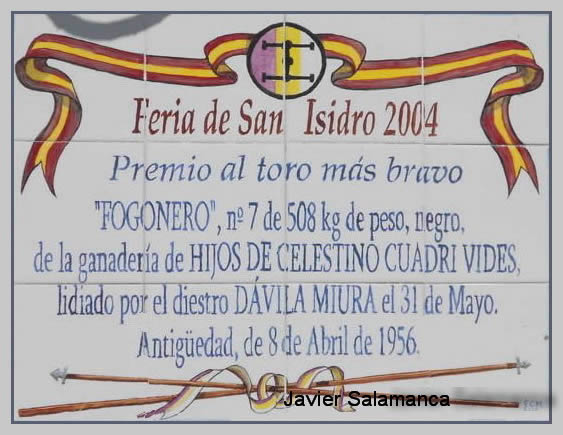 Feria de San Isidro 2004
Premio al toro más bravo
"FOGONERO", nº 7 de 508 kg de peso, negro,
de la ganadería de HIJOS DE CELESTINO CUADRI VIDES,
lidiado por el diestro DÁVILA MIURA el 31 de Mayo.
Antigüedad, de 8 de Abril de 1956.
Javier Salamanca